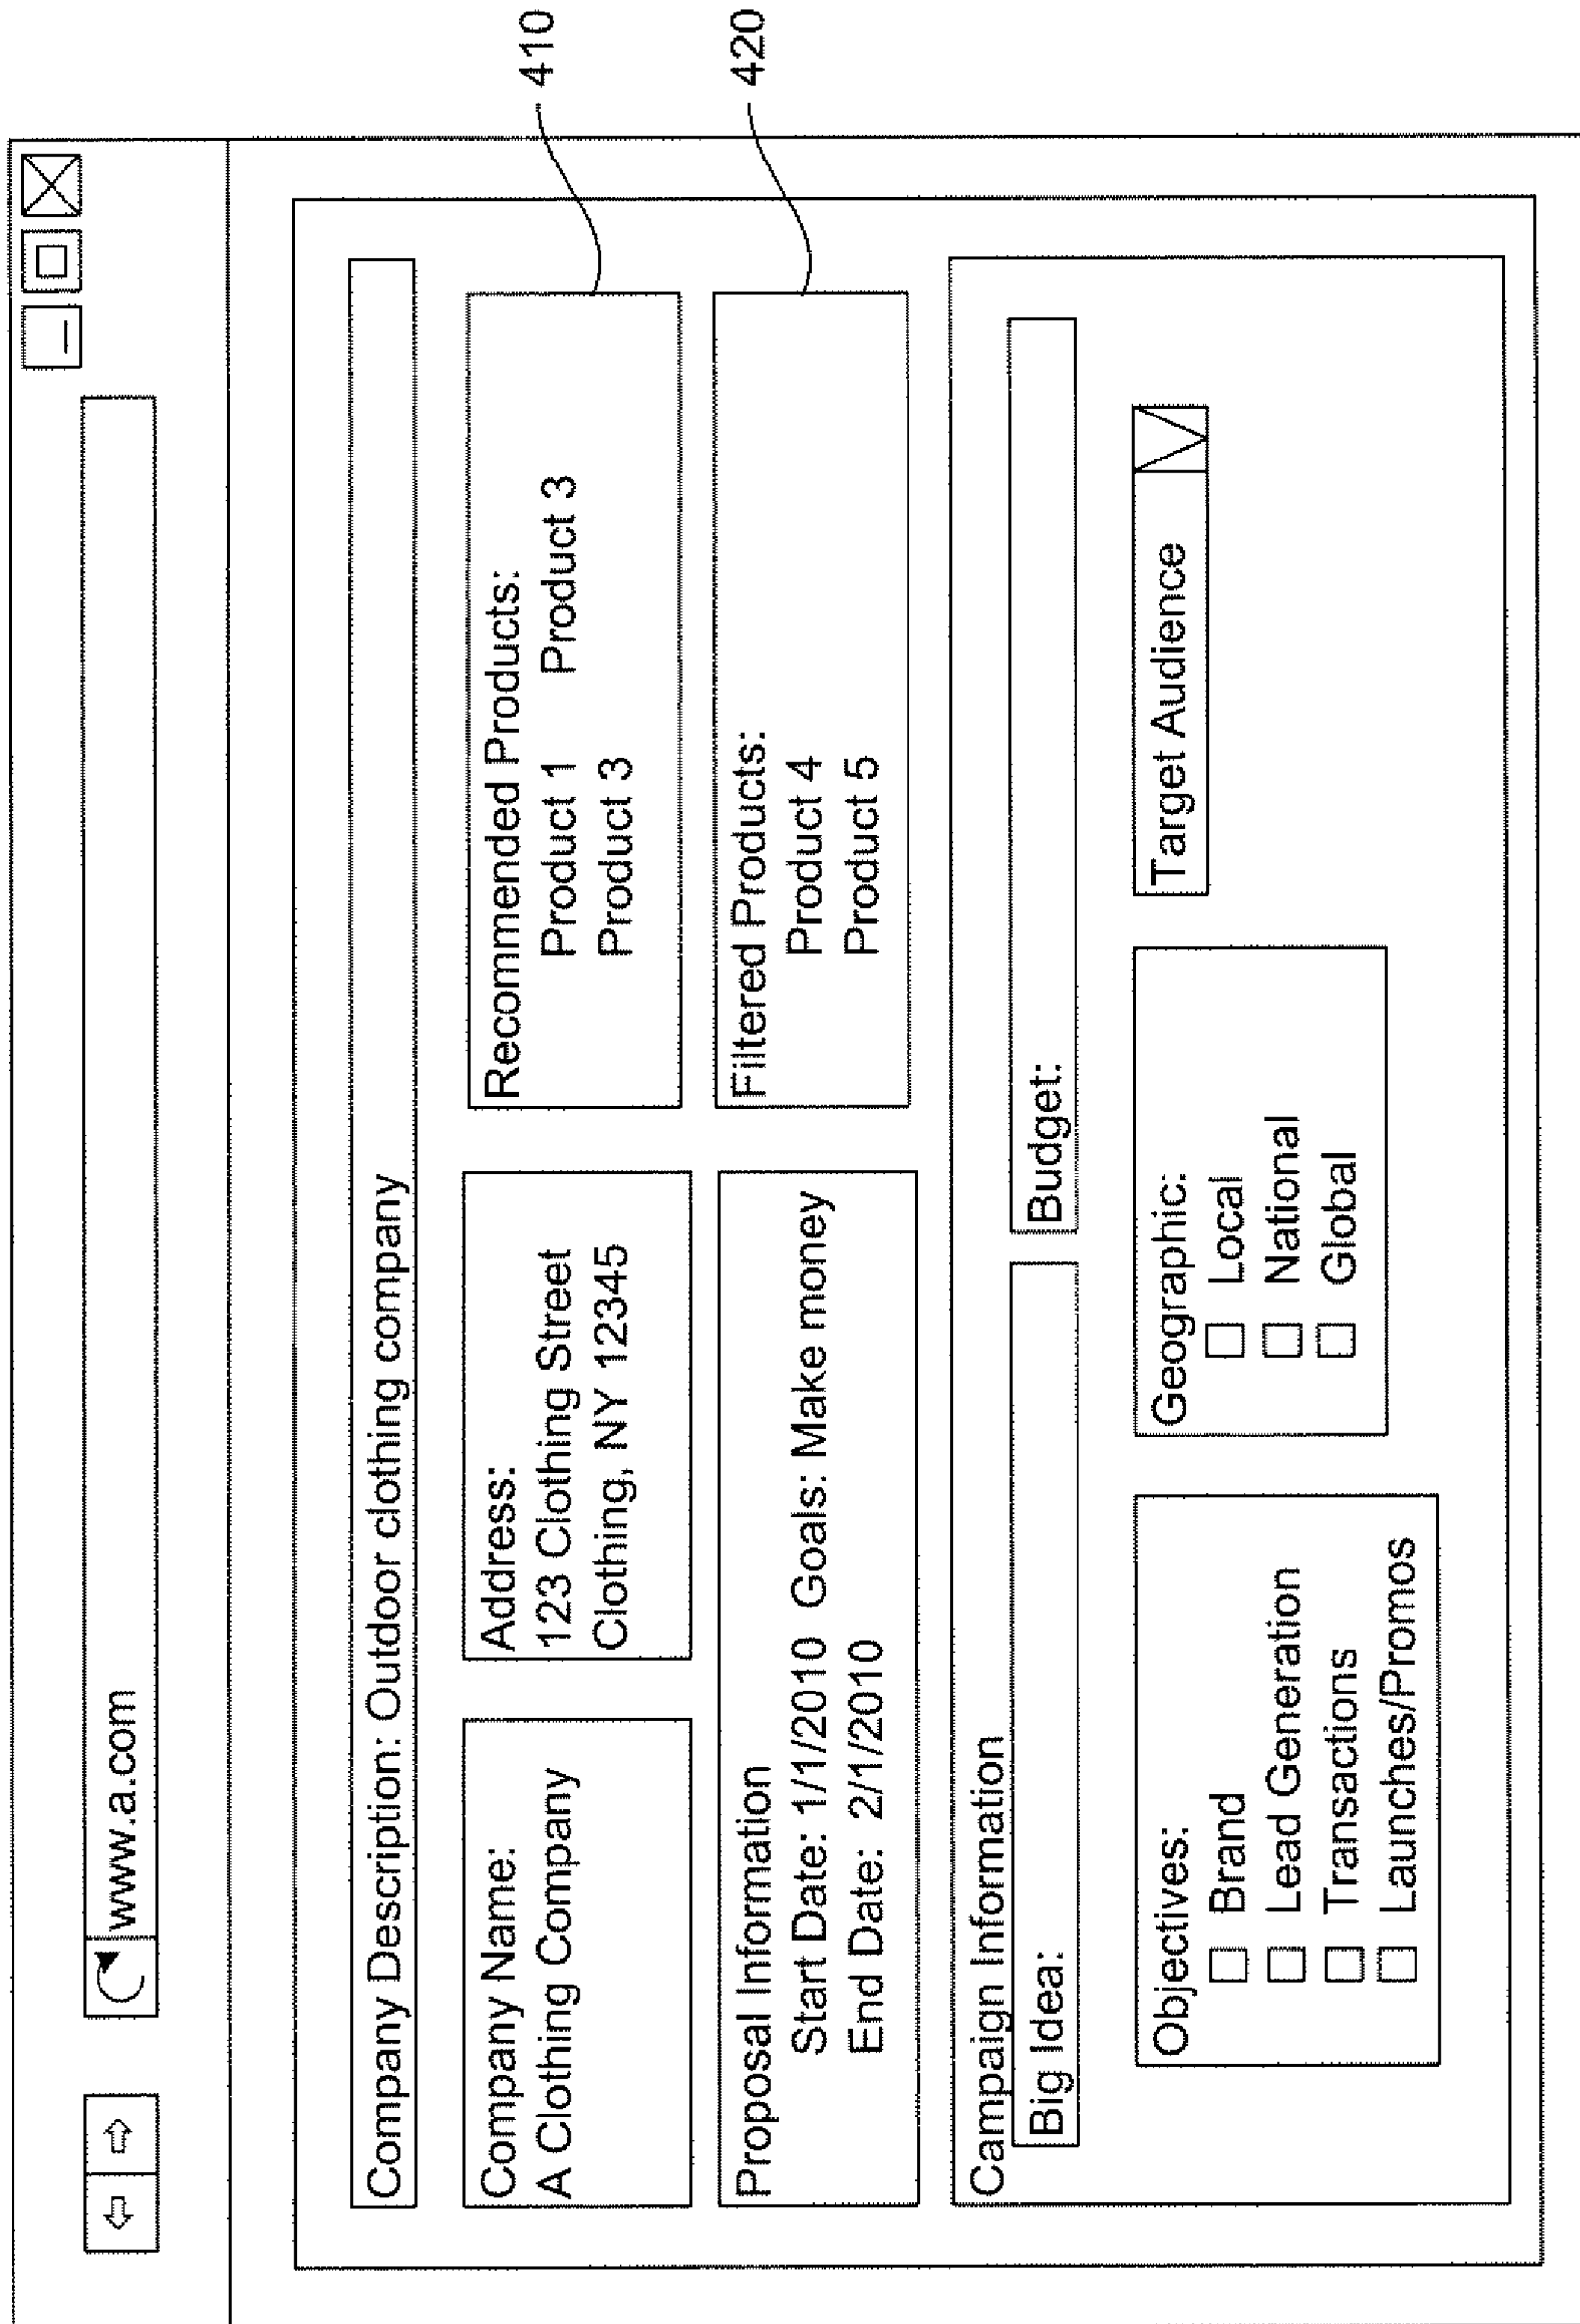 www.a.com
Company Description: Outdoor clothing company
Company Name:
A Clothing Company
Address:
123 Clothing Street
Clothing, NY 12345
Recommended Products:
Product 1 Product 3
Product 3
410
Proposal Information
Start Date: 1/1/2010 Goals: Make money
End Date: 2/1/2010
Filtered Products:
Product 4
Product 5
420
Campaign Information
Big Idea:
Budget:
Objectives:
Brand
Lead Generation
Transactions
Launches/Promos
Geographic:
Local
National
Global
Target Audience